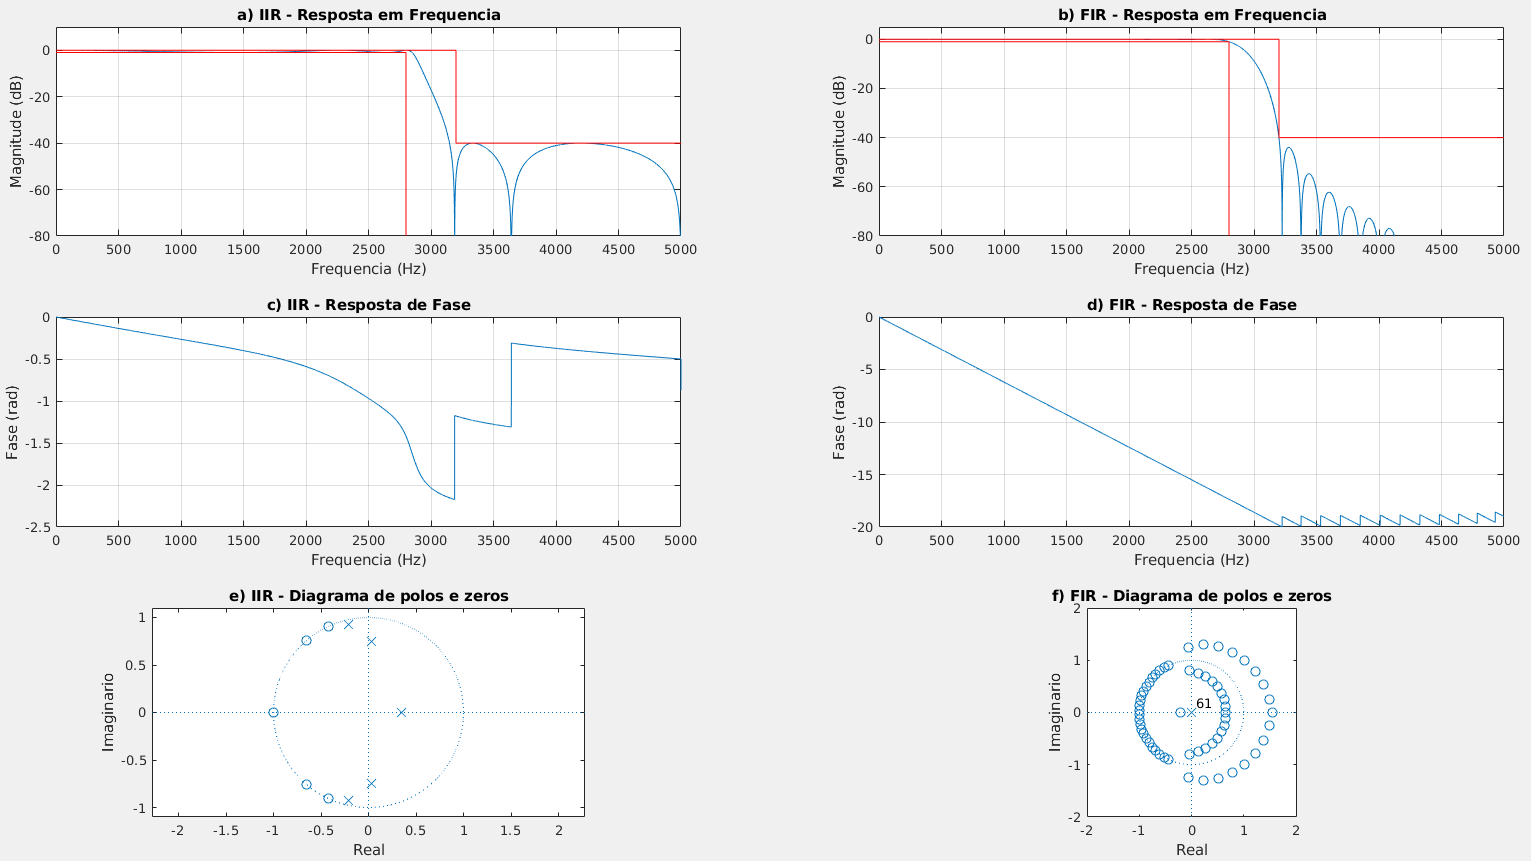 a) IIR - Resposta em Frequencia
0
-20
-40
-60
-80
Magnitude (dB)
0 500 1000 1500 2000 2500 3000 3500 4000 4500 5000
Frequencia (Hz)
b) FIR - Resposta em Frequencia
0
-20
-40
-60
-80
Magnitude (dB)
0 500 1000 1500 2000 2500 3000 3500 4000 4500 5000
Frequencia (Hz)
c) IIR - Resposta de Fase
0
-0.5
-1
-1.5
-2
-2.5
Fase (rad)
0 500 1000 1500 2000 2500 3000 3500 4000 4500 5000
Frequencia (Hz)
d) FIR - Resposta de Fase
0
-5
-10
-15
-20
Fase (rad)
0 500 1000 1500 2000 2500 3000 3500 4000 4500 5000
Frequencia (Hz)
e) IIR - Diagrama de polos e zeros
1
0.5
0
-0.5
-1
Imaginario
-2 -1.5 -1 -0.5 0 0.5 1 1.5 2
Real
f) FIR - Diagrama de polos e zeros
2
1
0
-1
-2
Imaginario
61
-2 -1 0 1 2
Real